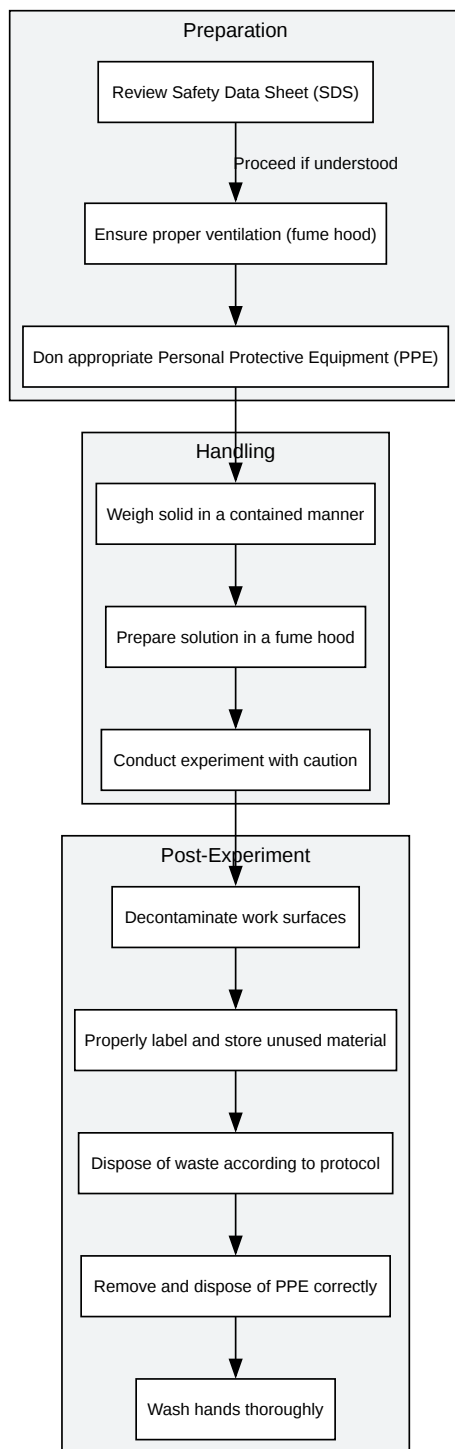 Preparation
Review Safety Data Sheet (SDS)
Proceed if understood
Ensure proper ventilation (fume hood)
Don appropriate Personal Protective Equipment (PPE)
Handling
Weigh solid in a contained manner
Prepare solution in a fume hood
Conduct experiment with caution
Post-Experiment
Decontaminate work surfaces
Properly label and store unused material
Dispose of waste according to protocol
Remove and dispose of PPE correctly
Wash hands thoroughly